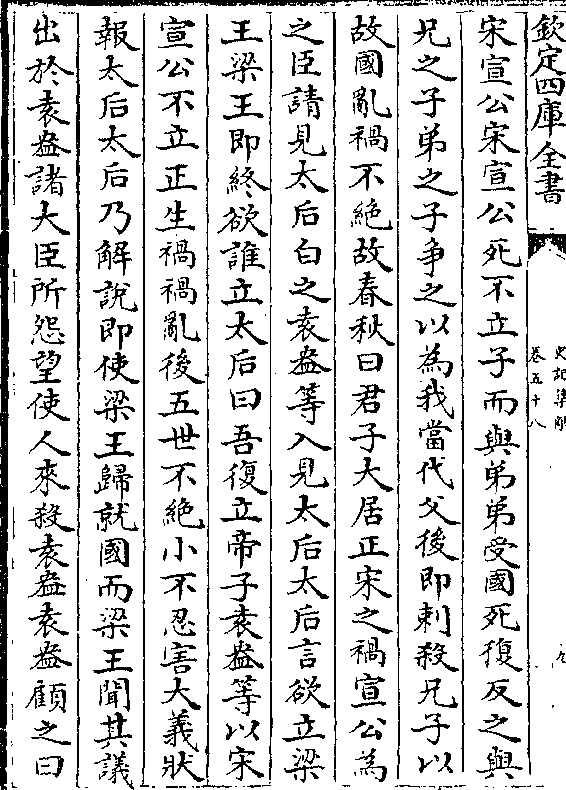 欽定四庫全書
史記集解
卷五十八
九
宋宣公宋宣公死不立子而與弟弟受國死復反之與
兄之子弟之子争之以為我當代父後即刺殺兄子以
故國亂禍不絶故春秋曰君子大居正宋之禍宣公為
之臣請見太后白之袁盎等入見太后太后言欲立梁
王梁王即終欲誰立太后曰吾復立帝子袁盎等以宋
宣公不立正生禍禍亂後五世不絶小不忍害大義狀
報太后太后乃解說即使梁王歸就國而梁王聞其議
出於袁盎諸大臣所怨望使人來殺袁盎袁盎顧之曰